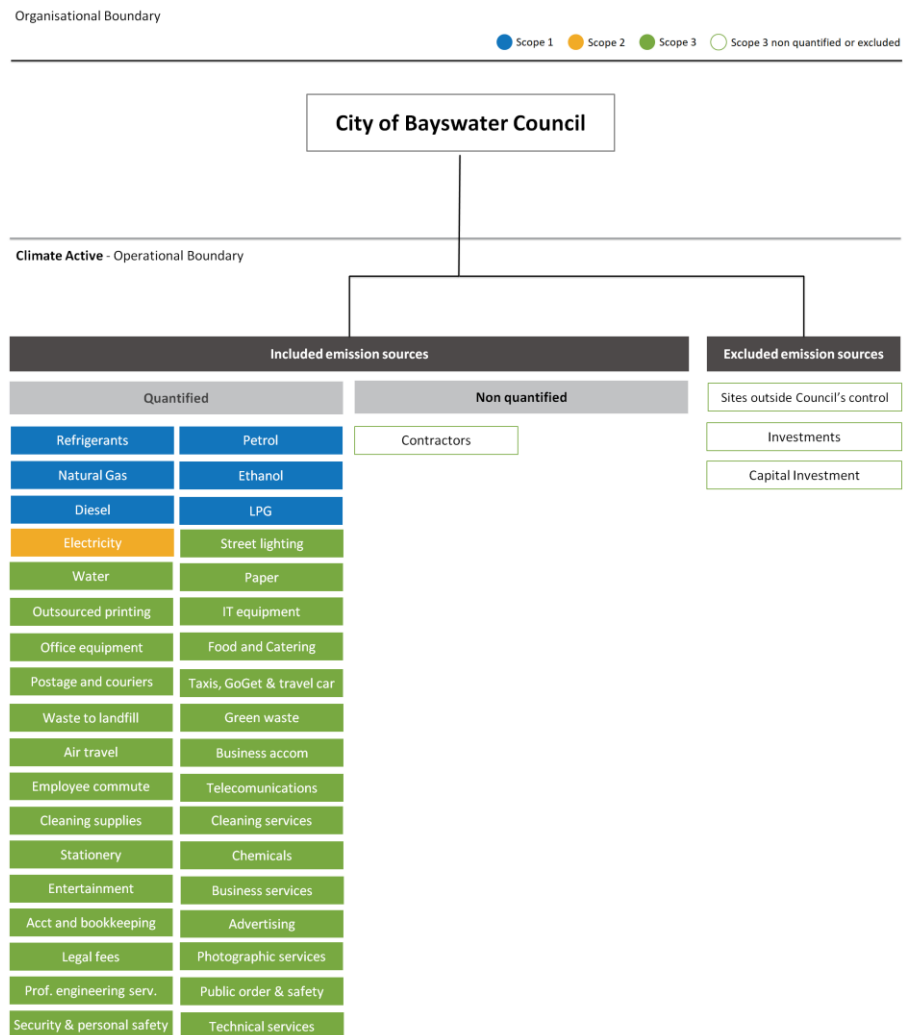 Organisational Boundary
Scope 1 Scope 2 Scope 3 Scope 3 non quantified or excluded
City of Bayswater Council
Climate Active - Operational Boundary
Included emission sources Excluded emission sources
Quantified Non quantified Sites outside Council's control
Refrigerants Petrol Contractors Investments
Natural Gas Ethanol Capital Investment
Diesel LPG
Electricity Street lighting
Water Paper
Outsourced printing IT equipment
Office equipment Food and Catering
Postage and couriers Taxis, GoGet & travel car
Waste to landfill Green waste
Air travel Business accom
Employee commute Telecomunications
Cleaning supplies Cleaning services
Stationery Chemicals
Entertainment Business services
Acct and bookkeeping Advertising
Legal fees Photographic services
Prof. engineering serv. Public order & safety
Security & personal safety Technical services